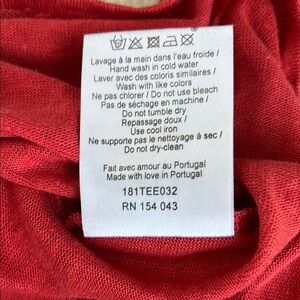 Lavage à la main dans l'eau froide /
Hand wash in cold water
Laver avec des coloris similaires /
Wash with like colors
Ne pas chlorer / Do not use bleach
Pas de séchage en machine /
Do not tumble dry
Repassage doux /
Use cool iron
Ne supporte pas le nettoyage à sec /
Do not dry-clean
Fait avec amour au Portugal
Made with love in Portugal
181TEE032
RN 154 043